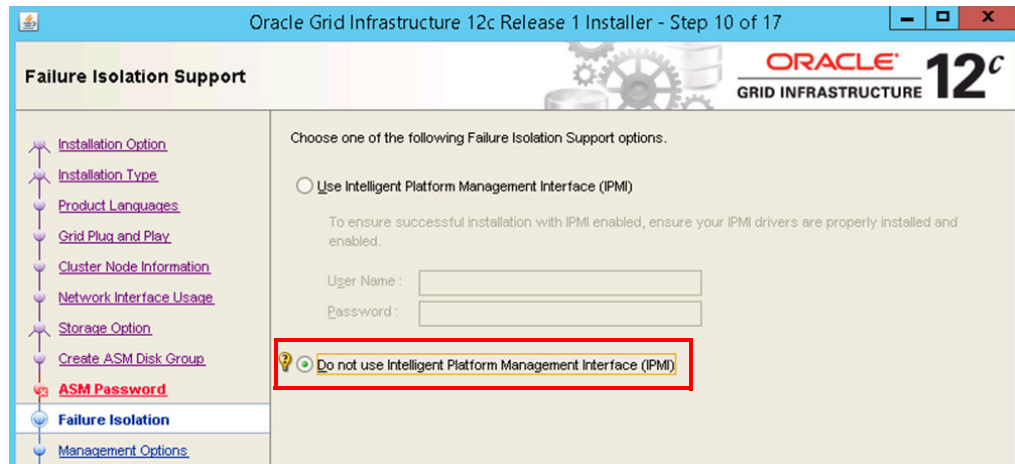 Oracle Grid Infrastructure 12c Release 1 Installer - Step 10 of 17
Failure Isolation Support
ORACLE
GRID INFRASTRUCTURE
12c
Installation Option
Installation Type
Product Languages
Grid Plug and Play
Cluster Node Information
Network Interface Usage
Storage Option
Create ASM Disk Group
ASM Password
Failure Isolation
Management Options
Choose one of the following Failure Isolation Support options.
Use Intelligent Platform Management Interface (IPMI)
To ensure successful installation with IPMI enabled, ensure your IPMI drivers are properly installed and
enabled.
User Name :
Password :
Do not use Intelligent Platform Management Interface (IPMI)